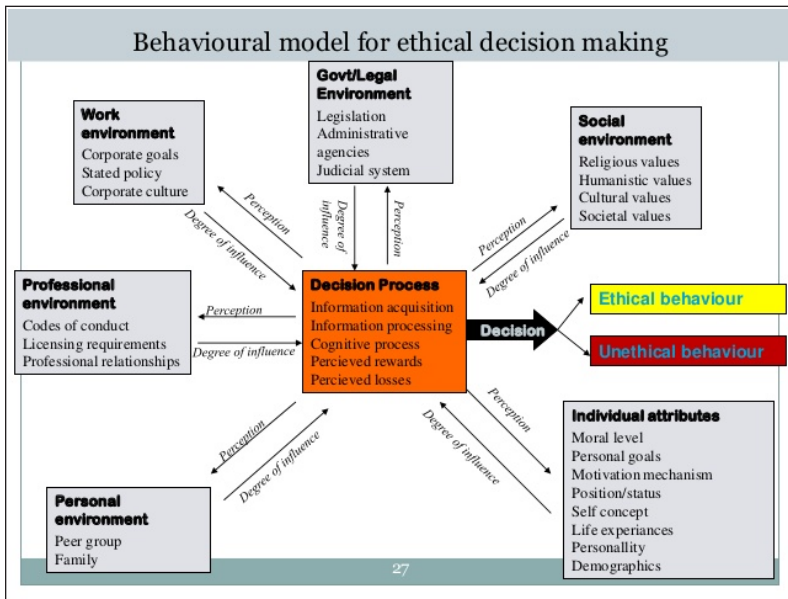 Behavioural model for ethical decision making
Govt/Legal
Environment
Legislation
Administrative
agencies
Judicial system
Work
environment
Corporate goals
Stated policy
Corporate culture
Social
environment
Religious values
Humanistic values
Cultural values
Societal values
Perception
Degree of influence
Degree of
influence
Perception
Perception
Degree of influence
Professional
environment
Codes of conduct
Licensing requirements
Professional relationships
Perception
Degree of influence
Decision Process
Information acquisition
Information processing
Cognitive process
Percieved rewards
Percieved losses
Decision
Ethical behaviour
Unethical behaviour
Perception
Degree of influence
Perception
Degree of influence
Personal
environment
Peer group
Family
Individual attributes
Moral level
Personal goals
Motivation mechanism
Position/status
Self concept
Life experiances
Personallity
Demographics
27